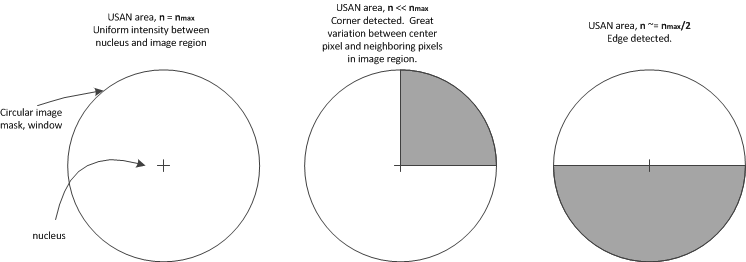 USAN area, n = nmax
Uniform intensity between
nucleus and image region
USAN area, n << nmax
Corner detected. Great
variation between center
pixel and neighboring pixels
in image region.
USAN area, n ~= nmax/2
Edge detected.
Circular image
mask, window
nucleus